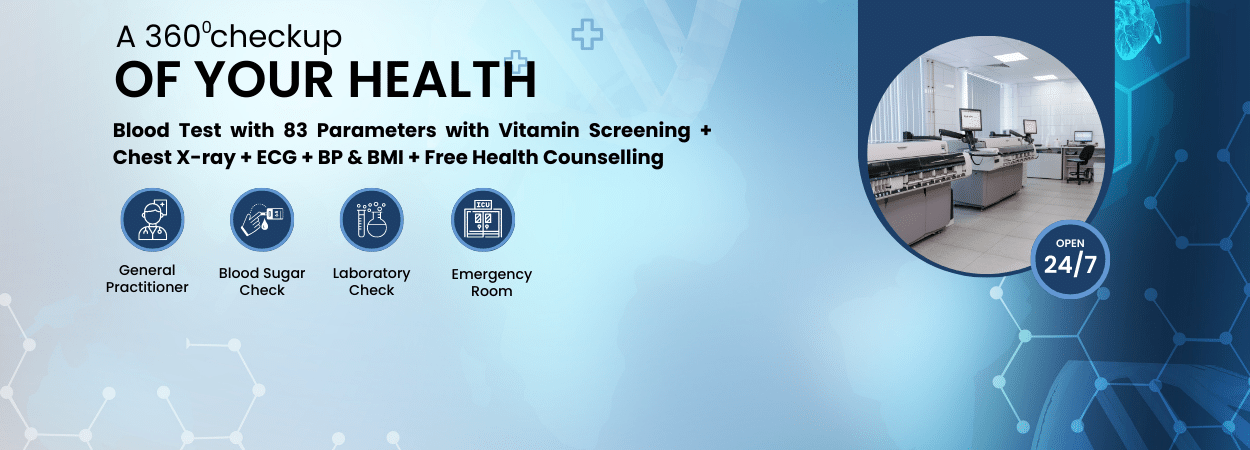 A 360⁰checkup
OF YOUR HEALTH
Blood Test with 83 Parameters with Vitamin Screening +
Chest X-ray + ECG + BP & BMI + Free Health Counselling
ICU
General
Practitioner
Blood Sugar
Check
Laboratory
Check
Emergency
Room
OPEN
24/7